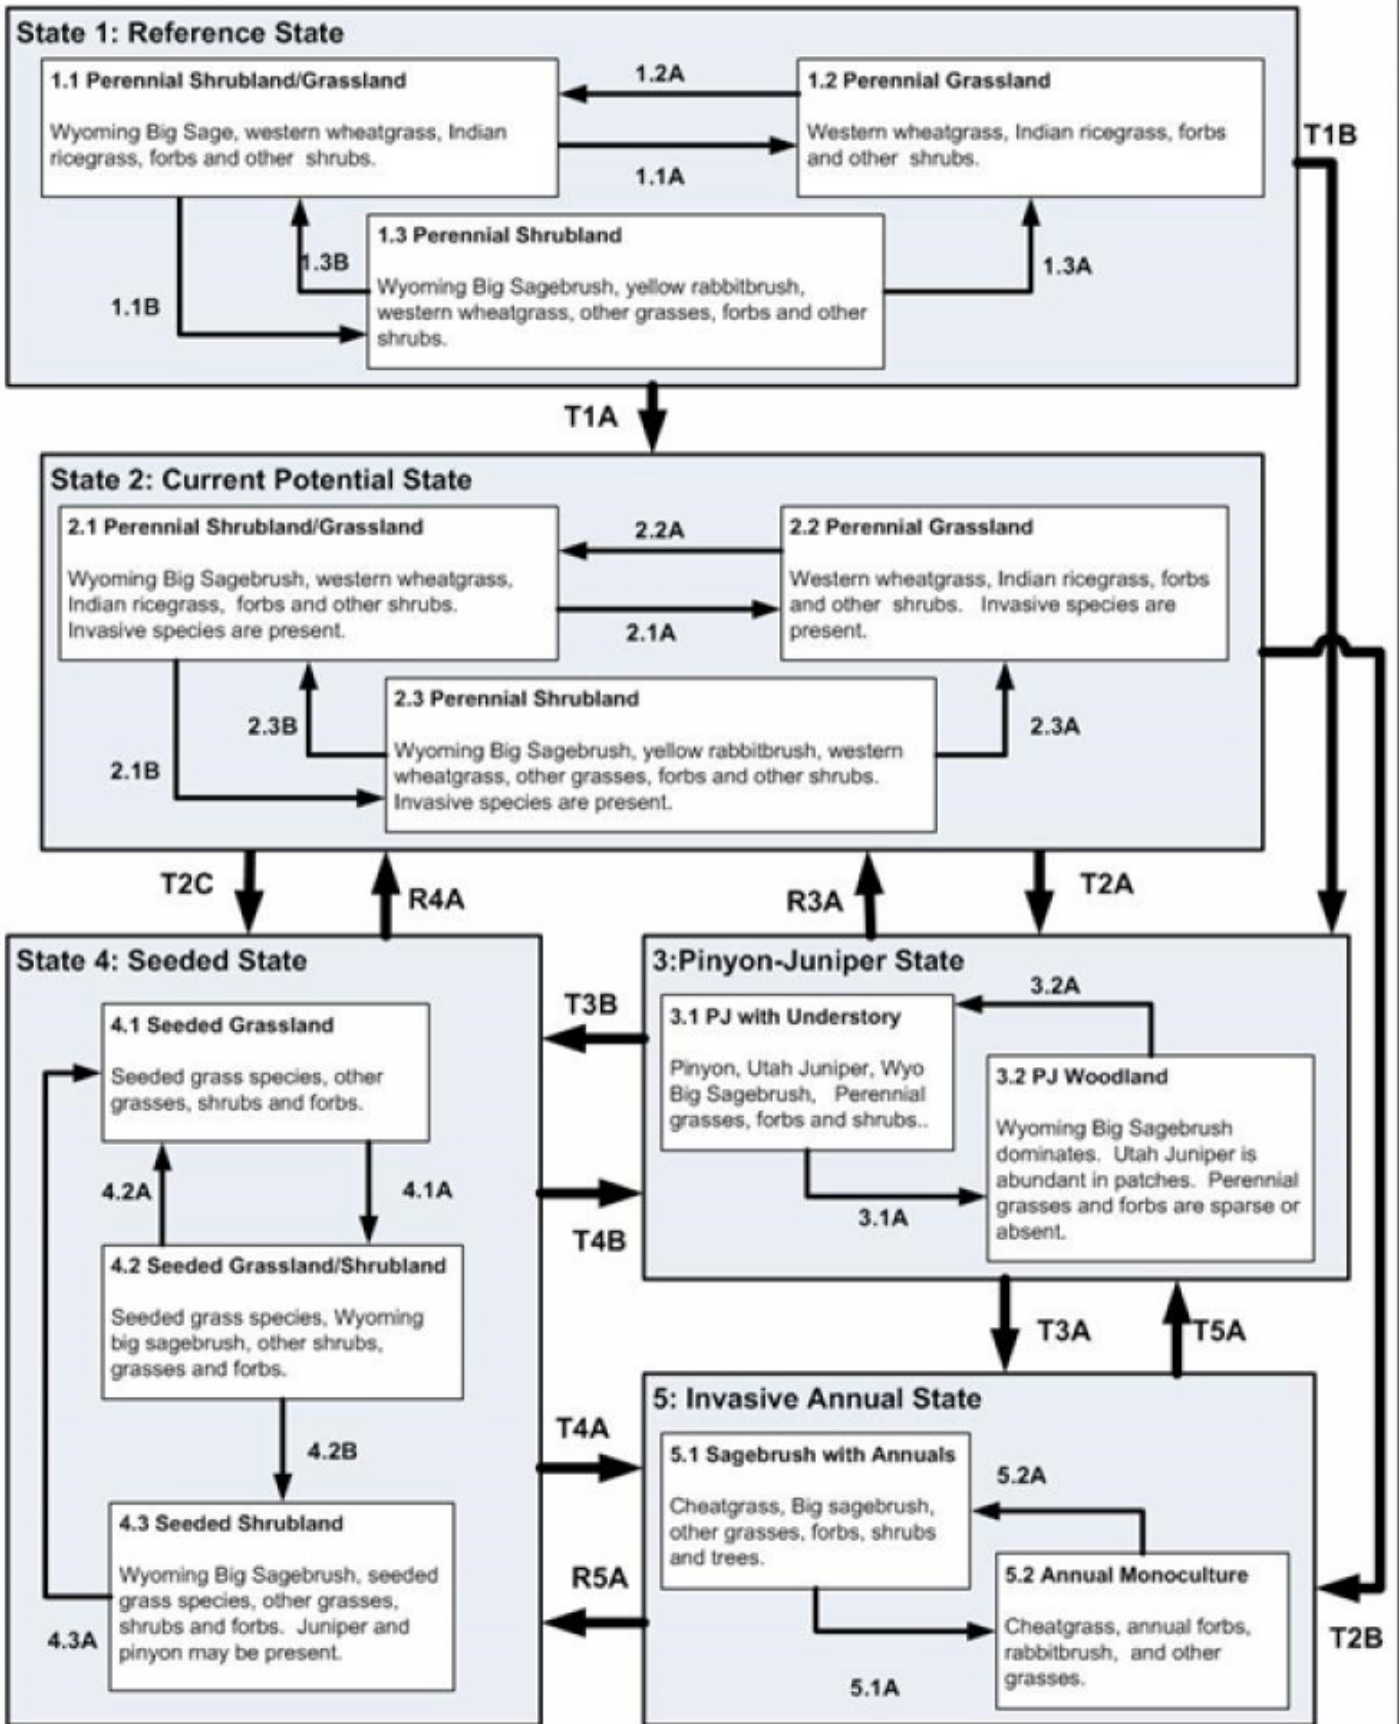 State 1: Reference State
1.1 Perennial Shrubland/Grassland
Wyoming Big Sage, western wheatgrass, Indian
ricegrass, forbs and other shrubs.
1.2A
1.1A
1.2 Perennial Grassland
Western wheatgrass, Indian ricegrass, forbs
and other shrubs.
T1B
1.3 Perennial Shrubland
Wyoming Big Sagebrush, yellow rabbitbrush,
western wheatgrass, other grasses, forbs and other
shrubs.
1.3B
1.1B
1.3A
T1A
State 2: Current Potential State
2.1 Perennial Shrubland/Grassland
Wyoming Big Sagebrush, western wheatgrass,
Indian ricegrass, forbs and other shrubs.
Invasive species are present.
2.2A
2.1A
2.2 Perennial Grassland
Western wheatgrass, Indian ricegrass, forbs
and other shrubs. Invasive species are
present.
2.3 Perennial Shrubland
Wyoming Big Sagebrush, yellow rabbitbrush, western
wheatgrass, other grasses, forbs and other shrubs.
Invasive species are present.
2.3B
2.1B
2.3A
T2C
R4A
R3A
T2A
State 4: Seeded State
4.1 Seeded Grassland
Seeded grass species, other
grasses, shrubs and forbs.
4.2A
4.1A
4.2 Seeded Grassland/Shrubland
Seeded grass species, Wyoming
big sagebrush, other shrubs,
grasses and forbs.
4.2B
4.3 Seeded Shrubland
Wyoming Big Sagebrush, seeded
grass species, other grasses,
shrubs and forbs. Juniper and
pinyon may be present.
4.3A
T3B
T4B
T4A
R5A
3:Pinyon-Juniper State
3.1 PJ with Understory
Pinyon, Utah Juniper, Wyo
Big Sagebrush, Perennial
grasses, forbs and shrubs..
3.2A
3.1A
3.2 PJ Woodland
Wyoming Big Sagebrush
dominates. Utah Juniper is
abundant in patches. Perennial
grasses and forbs are sparse or
absent.
T3A
T5A
5: Invasive Annual State
5.1 Sagebrush with Annuals
Cheatgrass, Big sagebrush,
other grasses, forbs, shrubs
and trees.
5.2A
5.1A
5.2 Annual Monoculture
Cheatgrass, annual forbs,
rabbitbrush, and other
grasses.
T2B